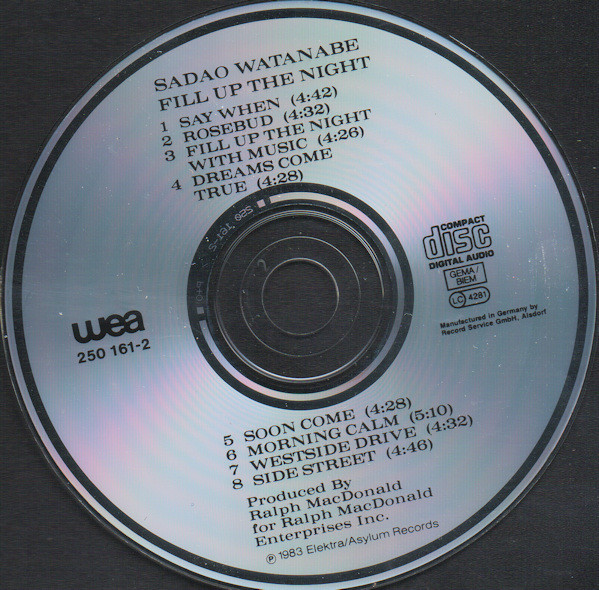 SADAO WATANABE
FILL UP THE NIGHT
1 SAY WHEN (4:42)
2 ROSEBUD (4:32)
3 FILL UP THE NIGHT
WITH MUSIC (4:26)
4 DREAMS COME
TRUE (4:28)
COMPACT
disc
DIGITAL AUDIO
GEMA/
BIEM
LC 4281
Manufactured in Germany by
Record Service GmbH, Alsdorf
wea
250 161-2
5 SOON COME (4:28)
6 MORNING CALM (5:10)
7 WESTSIDE DRIVE (4:32)
8 SIDE STREET (4:46)
Produced By
Ralph MacDonald
for Ralph MacDonald
Enterprises Inc.
℗ 1983 Elektra/Asylum Records